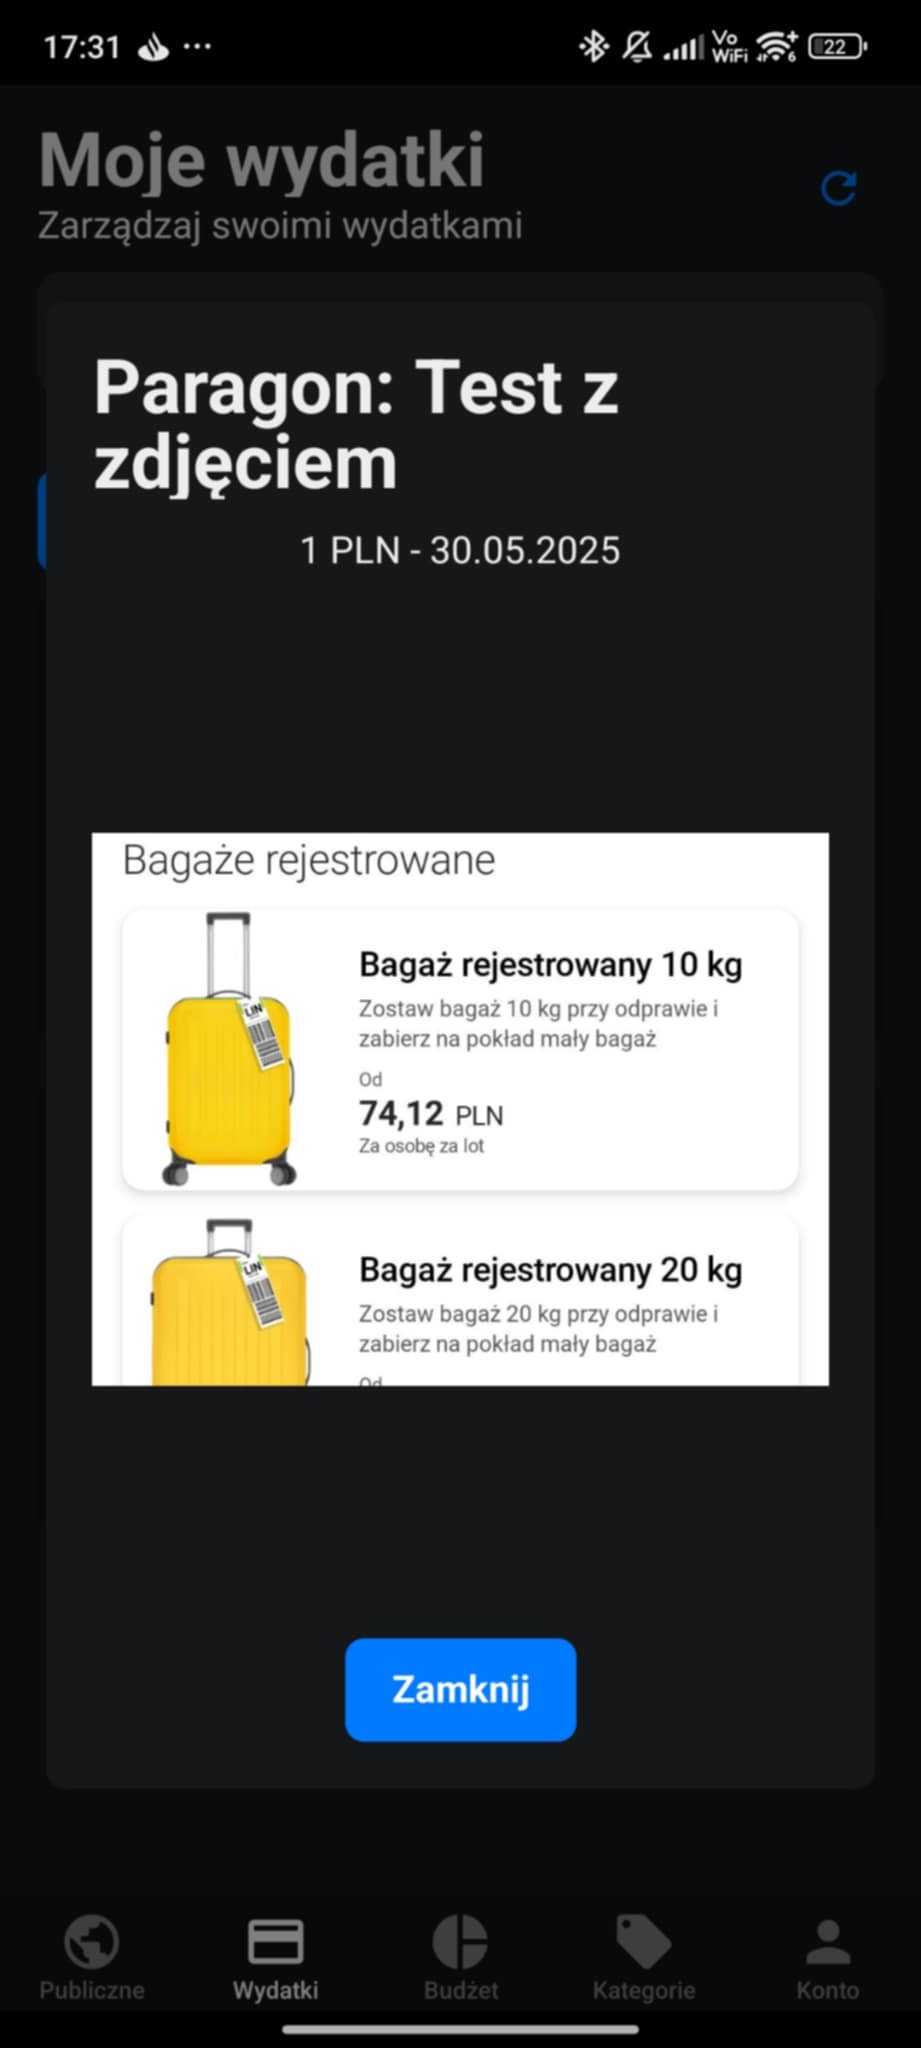 17:31
Vo
WiFi
6
22
Moje wydatki
Zarządzaj swoimi wydatkami
Paragon: Test z
zdjęciem
1 PLN - 30.05.2025
Bagaże rejestrowane
LIN
Bagaż rejestrowany 10 kg
Zostaw bagaż 10 kg przy odprawie i
zabierz na pokład mały bagaż
Od
74,12 PLN
Za osobę za lot
LIN
Bagaż rejestrowany 20 kg
Zostaw bagaż 20 kg przy odprawie i
zabierz na pokład mały bagaż
Od
Zamknij
Publiczne
Wydatki
Budżet
Kategorie
Konto